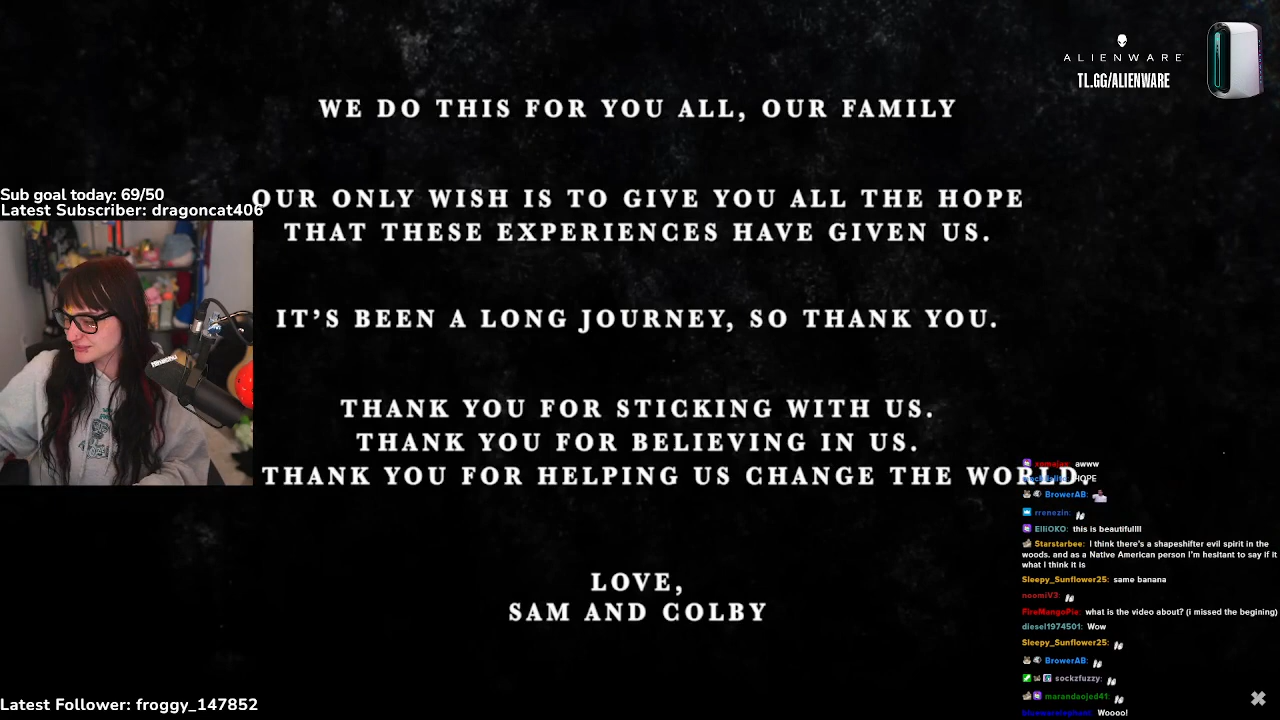 ALIENWARE
TL.GG/ALIENWARE
WE DO THIS FOR YOU ALL, OUR FAMILY
Sub goal today: 69/50
Latest Subscriber: dragoncat406
OUR ONLY WISH IS TO GIVE YOU ALL THE HOPE
THAT THESE EXPERIENCES HAVE GIVEN US.
IT'S BEEN A LONG JOURNEY, SO THANK YOU.
THANK YOU FOR STICKING WITH US.
THANK YOU FOR BELIEVING IN US.
THANK YOU FOR HELPING US CHANGE THE WORLD.
LOVE,
SAM AND COLBY
awww
HOPE
BrowerAB:
rrenezin:
ElliOKO: this is beautifullll
Starstarbee: I think there's a shapeshifter evil spirit in the
woods. and as a Native American person I'm hesitant to say if it
what I think it is
Sleepy_Sunflower25: same banana
noomiV3:
FireMangoPie: what is the video about? (i missed the begining)
diesel1974501: Wow
Sleepy_Sunflower25:
BrowerAB:
sockzfuzzy:
marandaojed41:
Woooo!
Latest Follower: froggy_147852